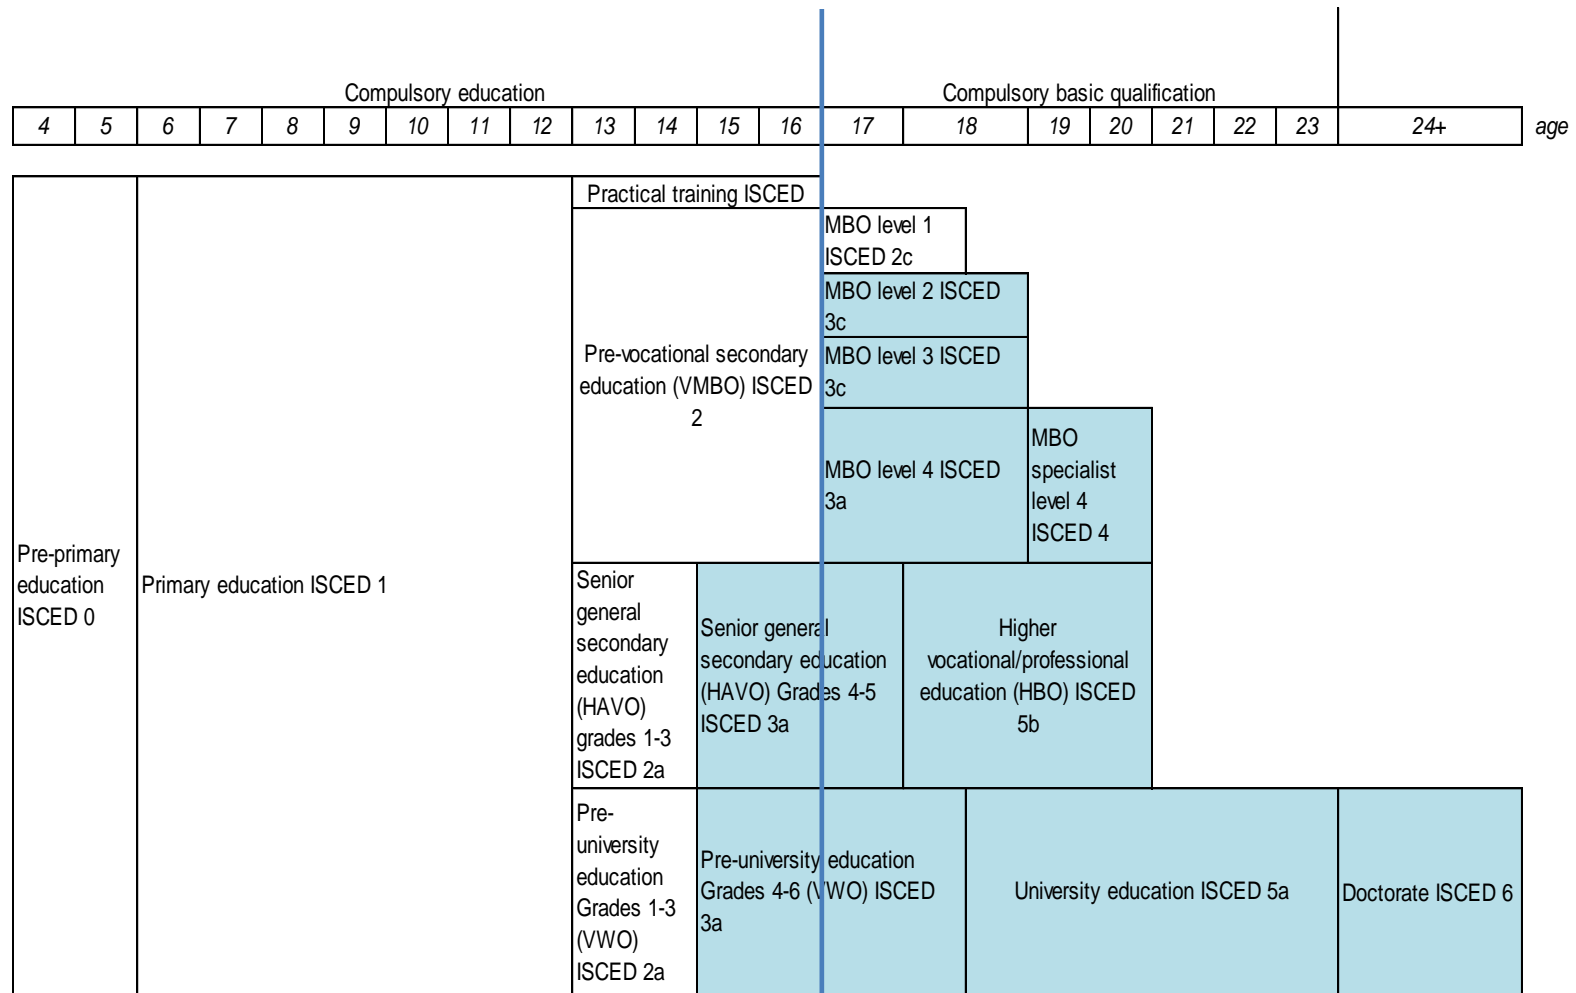 Compulsory education
Compulsory basic qualification
4 5 6 7 8 9 10 11 12 13 14 15 16 17 18 19 20 21 22 23 24+ age
Practical training ISCED
MBO level 1
ISCED 2c
MBO level 2 ISCED
3c
Pre-vocational secondary
education (VMBO) ISCED
2
MBO level 3 ISCED
3c
MBO level 4 ISCED
3a
MBO
specialist
level 4
ISCED 4
Pre-primary
education
ISCED 0
Primary education ISCED 1
Senior
general
secondary
education
(HAVO)
grades 1-3
ISCED 2a
Senior general
secondary education
(HAVO) Grades 4-5
ISCED 3a
Higher
vocational/professional
education (HBO) ISCED
5b
Pre-
university
education
Grades 1-3
(VWO)
ISCED 2a
Pre-university education
Grades 4-6 (VWO) ISCED
3a
University education ISCED 5a
Doctorate ISCED 6